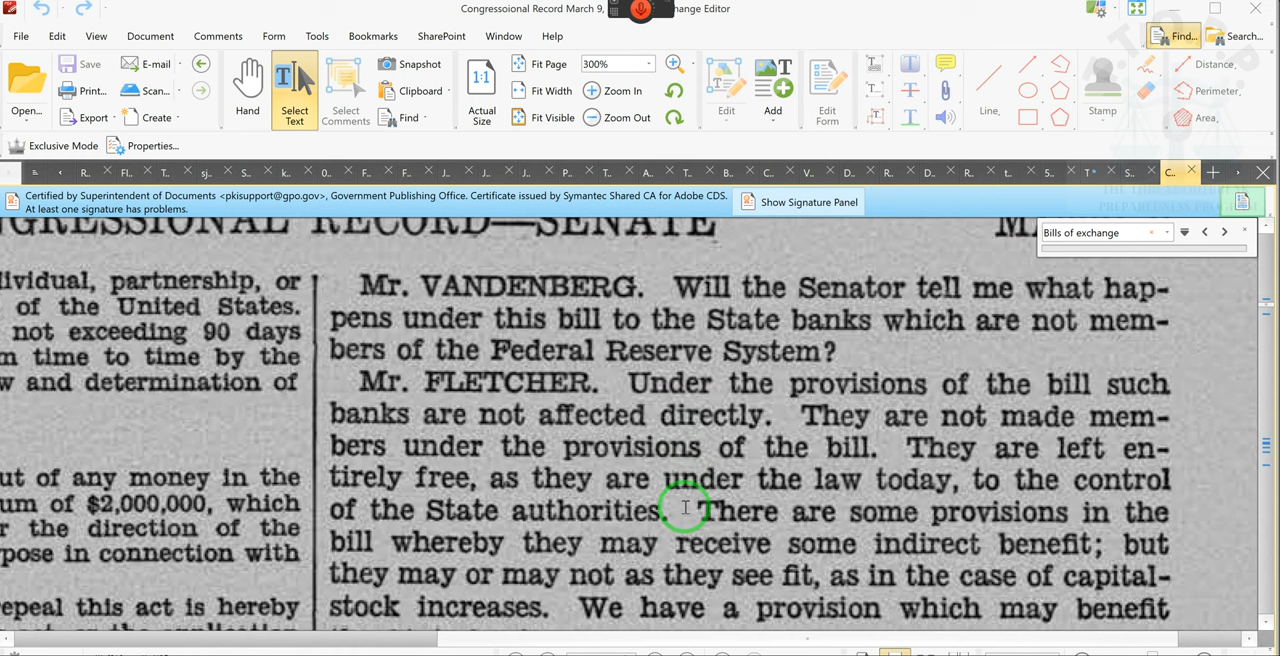 Congressioonal Record March 9,
change Editor
File Edit View Document Comments Form Tools Bookmarks SharePoint Window Help
Find... Search...
Open... Save Print... Export E-mail Scan... Create
Hand Select Text Select Comments Snapshot Clipboard Find
Actual Size Fit Page Fit Width Fit Visible 300% Zoom In Zoom Out
Edit Add Edit Form Line, Stamp Distance, Perimeter, Area,
Exclusive Mode Properties...
R.. Fl.. T.. sj.. S.. k.. 0.. F.. F.. J.. J.. J.. P.. T.. A.. T.. B.. C.. V.. D.. R.. D.. R.. t.. 5.. T* S.. C..
Certified by Superintendent of Documents <pkisupport@gpo.gov>, Government Publishing Office. Certificate issued by Symantec Shared CA for Adobe CDS.
At least one signature has problems.
Show Signature Panel
Bills of exchange
GRESSIONAL RECORD—SENATE
dividual, partnership, or
of the United States.
not exceeding 90 days
m time to time by the
w and determination of
ut of any money in the
um of $2,000,000, which
r the direction of the
rpose in connection with
repeal this act is hereby
Mr. VANDENBERG. Will the Senator tell me what hap-
pens under this bill to the State banks which are not mem-
bers of the Federal Reserve System?
Mr. FLETCHER. Under the provisions of the bill such
banks are not affected directly. They are not made mem-
bers under the provisions of the bill. They are left en-
tirely free, as they are under the law today, to the control
of the State authorities. There are some provisions in the
bill whereby they may receive some indirect benefit; but
they may or may not as they see fit, as in the case of capital-
stock increases. We have a provision which may benefit